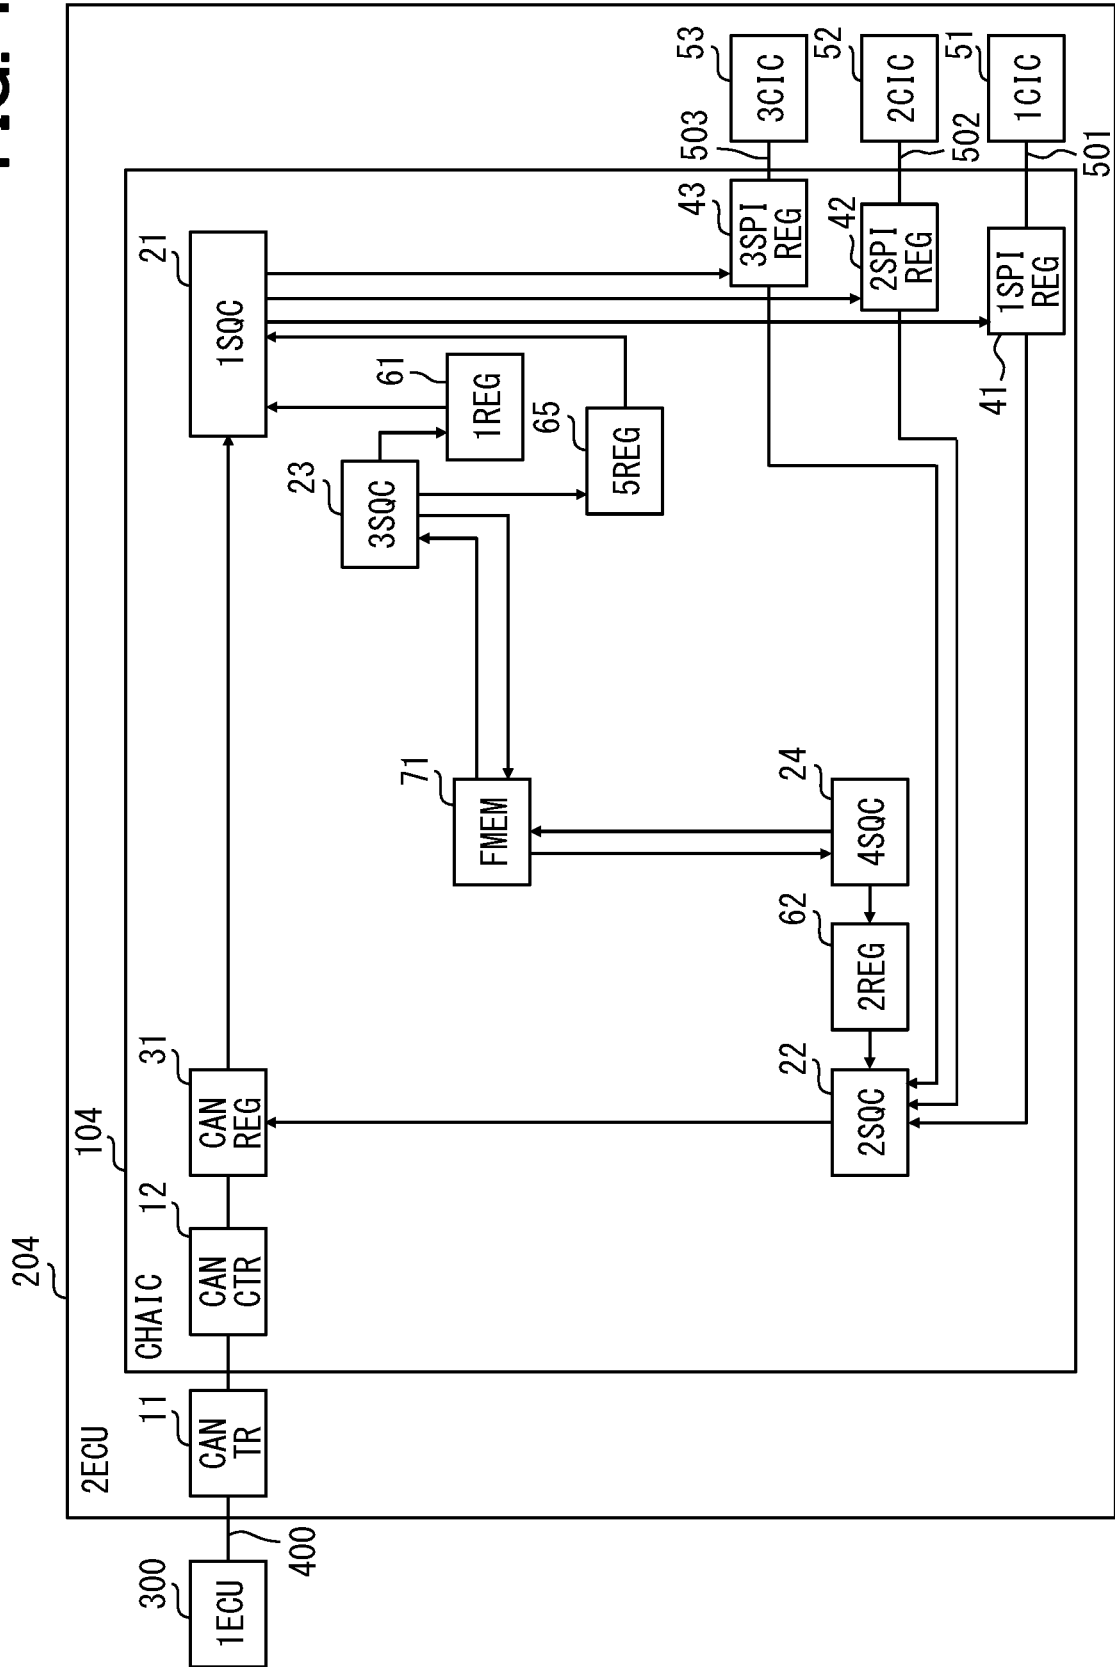 204
2ECU
104
CHAIC
300
1ECU
400
11
CAN
TR
12
CAN
CTR
31
CAN
REG
21
1SQC
23
3SQC
61
1REG
65
5REG
71
FMEM
22
2SQC
62
2REG
24
4SQC
43
3SPI
REG
503
53
3CIC
42
2SPI
REG
502
52
2CIC
41
1SPI
REG
501
51
1CIC